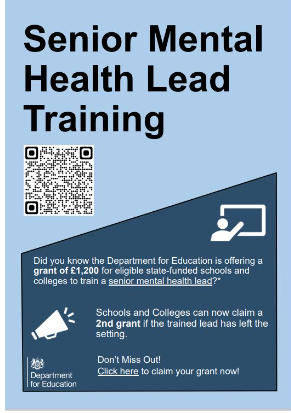 Senior Mental
Health Lead
Training
Did you know the Department for Education is offering a
grant of £1,200 for eligible state-funded schools and
colleges to train a senior mental health lead?*
Schools and Colleges can now claim a
2nd grant if the trained lead has left the
setting.
Don't Miss Out!
Click here to claim your grant now!
Department
for Education